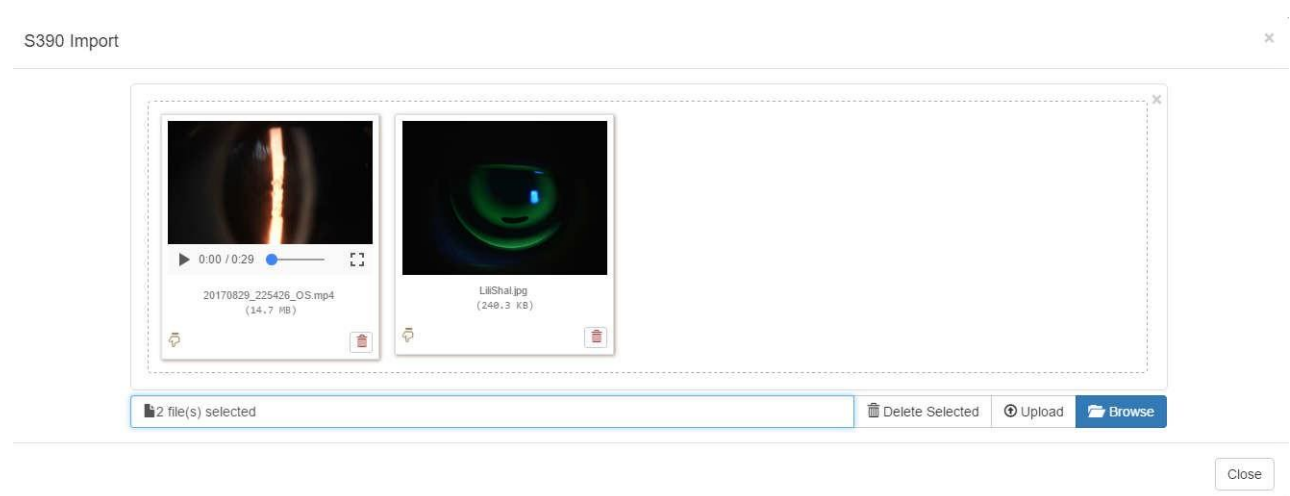 S390 Import
×
×
0:00 / 0:29
20170829_225426_OS.mp4
(14.7 MB)
LiliShal.jpg
(240.3 KB)
2 file(s) selected
Delete Selected
Upload
Browse
Close